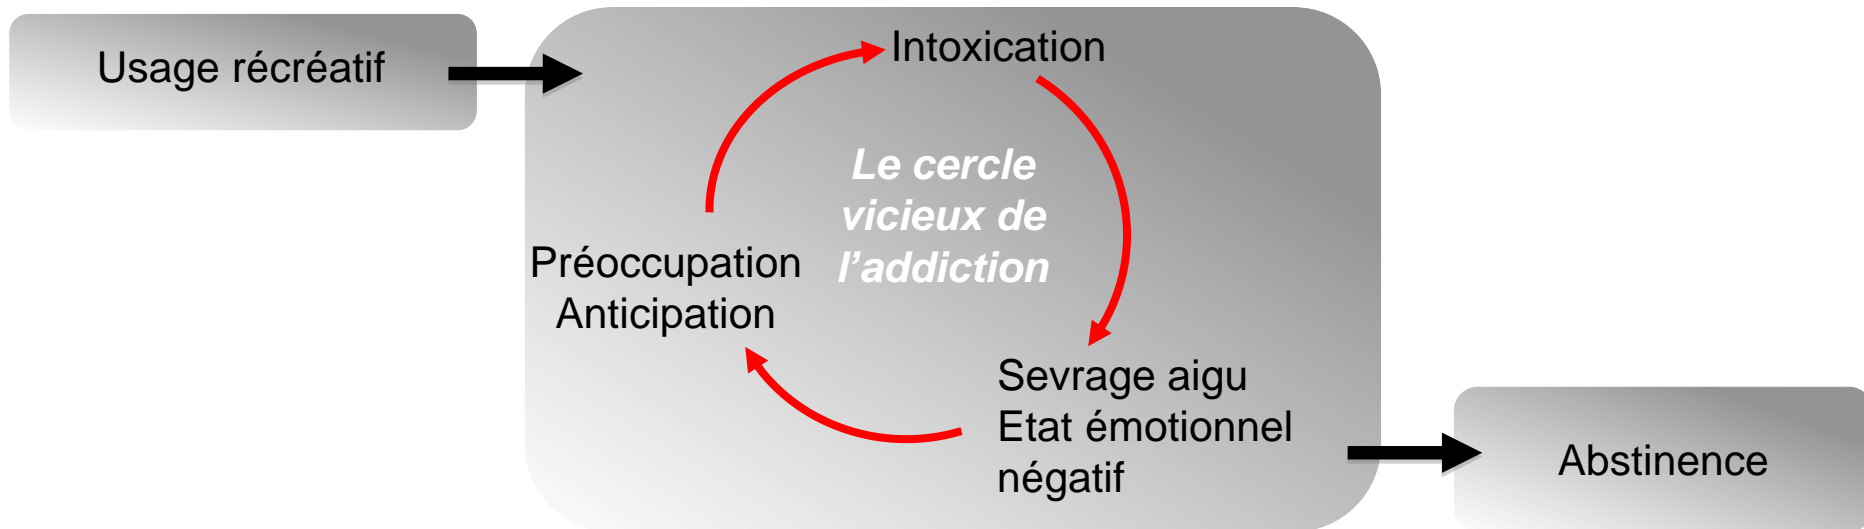 Usage récréatif
Intoxication
Le cercle
vicieux de
l'addiction
Préoccupation
Anticipation
Sevrage aigu
Etat émotionnel
négatif
Abstinence